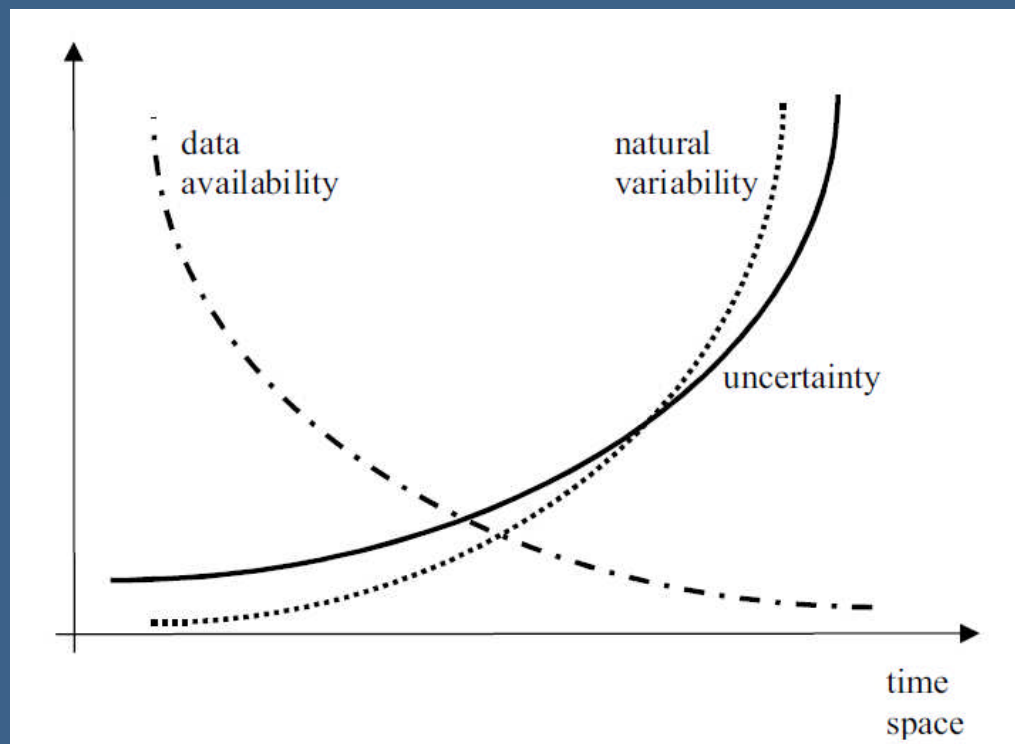 data
availability
natural
variability
uncertainty
time
space